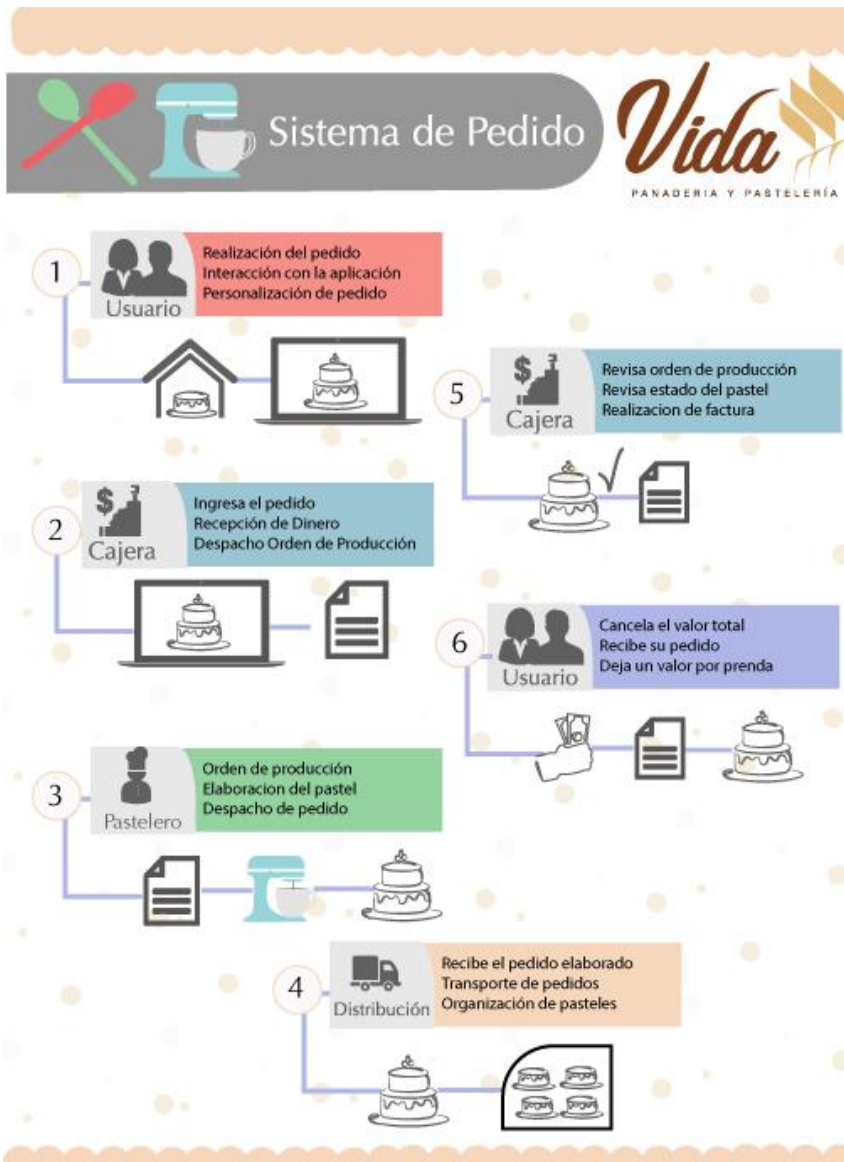 Sistema de Pedido
Vida
PANADERIA Y PASTELERÍA
1
Usuario
Realización del pedido
Interacción con la aplicación
Personalización de pedido
2
$
Cajera
Ingresa el pedido
Recepción de Dinero
Despacho Orden de Producción
3
Pastelero
Orden de producción
Elaboracion del pastel
Despacho de pedido
4
Distribución
Recibe el pedido elaborado
Transporte de pedidos
Organización de pasteles
5
$
Cajera
Revisa orden de producción
Revisa estado del pastel
Realizacion de factura
6
Usuario
Cancela el valor total
Recibe su pedido
Deja un valor por prenda